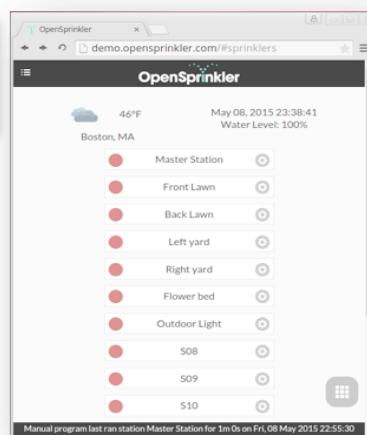 OpenSprinkler
demo.opensprinkler.com/#sprinklers
OpenSprinkler
46°F
May 08, 2015 23:38:41
Water Level: 100%
Boston, MA
Master Station
Front Lawn
Back Lawn
Left yard
Right yard
Flower bed
Outdoor Light
S08
S09
S10
Manual program last ran station Master Station for 1m 0s on Fri, 08 May 2015 22:55:30